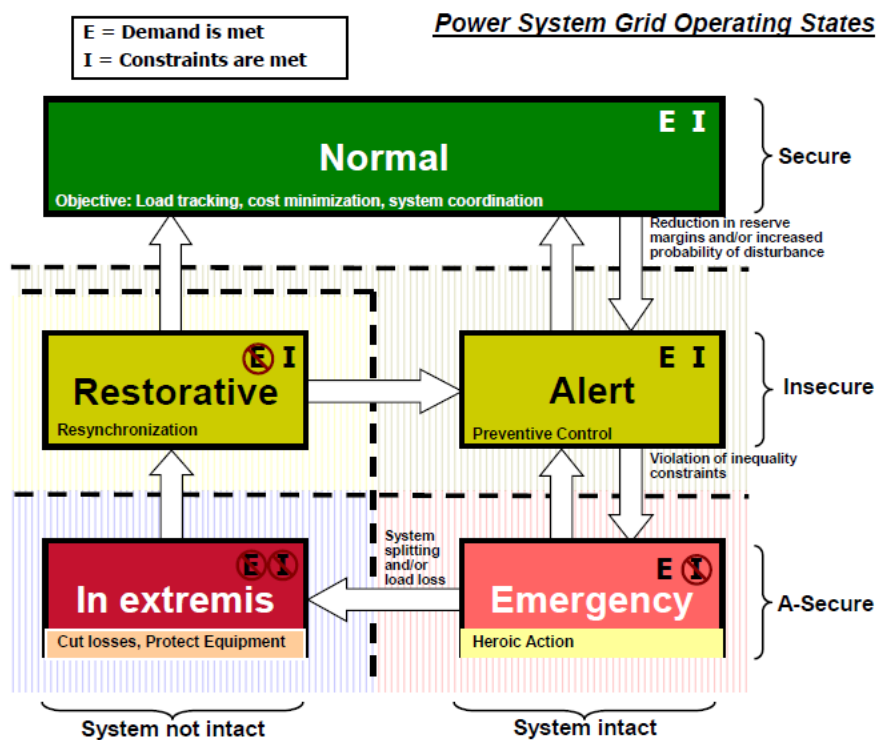 Power System Grid Operating States
E = Demand is met
I = Constraints are met
E I
Normal
Objective: Load tracking, cost minimization, system coordination
Secure
Reduction in reserve
margins and/or increased
probability of disturbance
E I
Restorative
Resynchronization
E I
Alert
Preventive Control
Insecure
Violation of inequality
constraints
E I
In extremis
Cut losses, Protect Equipment
System
splitting
and/or
load loss
E I
Emergency
Heroic Action
A-Secure
System not intact
System intact